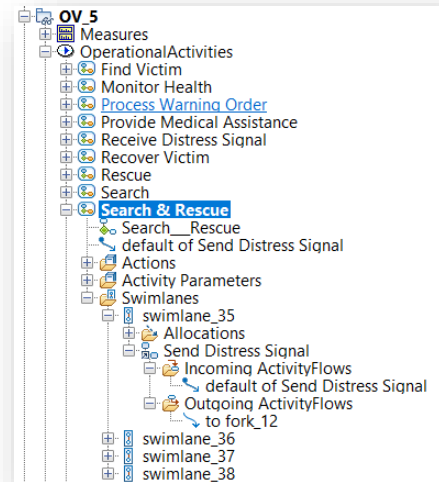 OV_5
Measures
OperationalActivities
Find Victim
Monitor Health
Process Warning Order
Provide Medical Assistance
Receive Distress Signal
Recover Victim
Rescue
Search
Search & Rescue
Search__Rescue
default of Send Distress Signal
Actions
Activity Parameters
Swimlanes
swimlane_35
Allocations
Send Distress Signal
Incoming ActivityFlows
default of Send Distress Signal
Outgoing ActivityFlows
to fork_12
swimlane_36
swimlane_37
swimlane_38